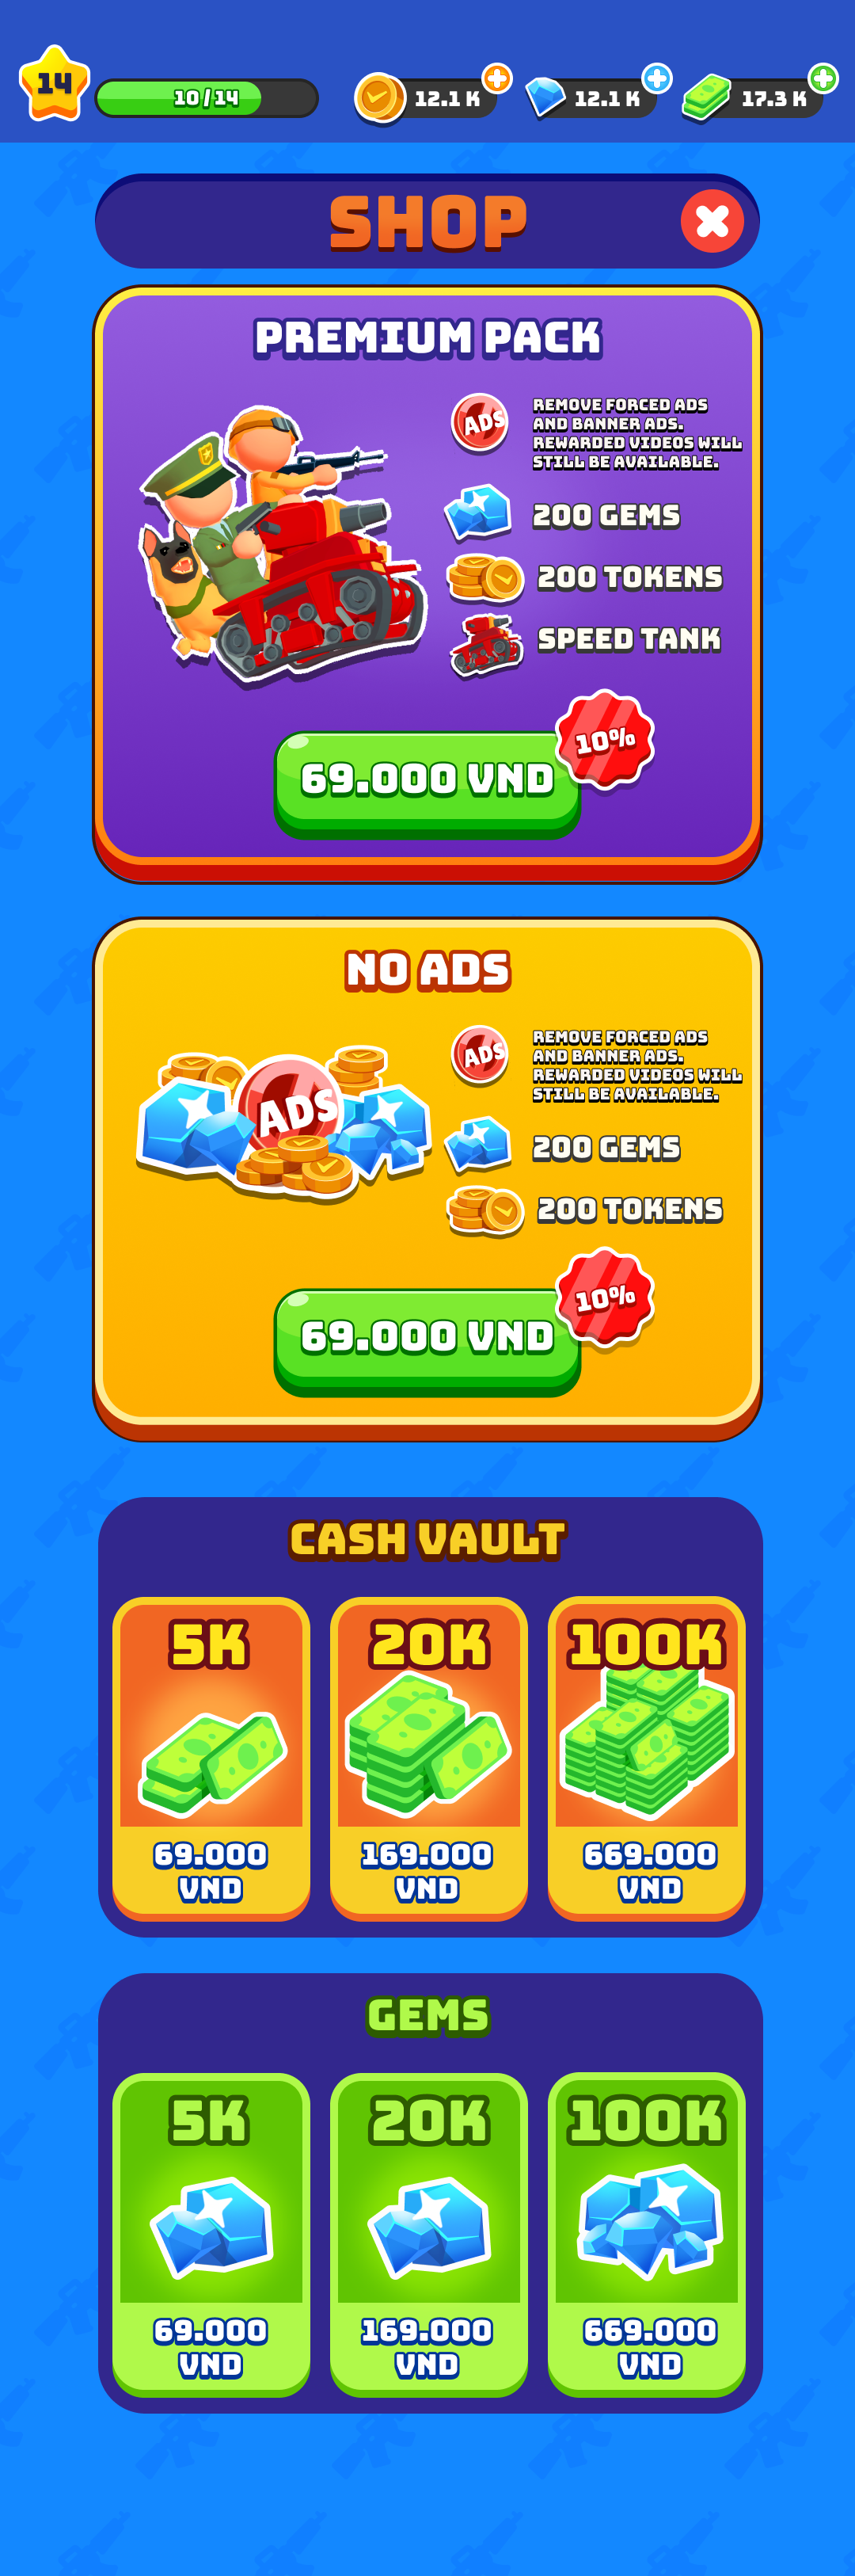 14
10/14
12.1 K
12.1 K
17.3 K
SHOP
PREMIUM PACK
ADS
REMOVE FORCED ADS
AND BANNER ADS.
REWARDED VIDEOS WILL
STILL BE AVAILABLE.
200 GEMS
200 TOKENS
SPEED TANK
10%
69.000 VND
NO ADS
ADS
ADS
REMOVE FORCED ADS
AND BANNER ADS.
REWARDED VIDEOS WILL
STILL BE AVAILABLE.
200 GEMS
200 TOKENS
10%
69.000 VND
CASH VAULT
5K
20K
100K
69.000
VND
169.000
VND
669.000
VND
GEMS
5K
20K
100K
69.000
VND
169.000
VND
669.000
VND